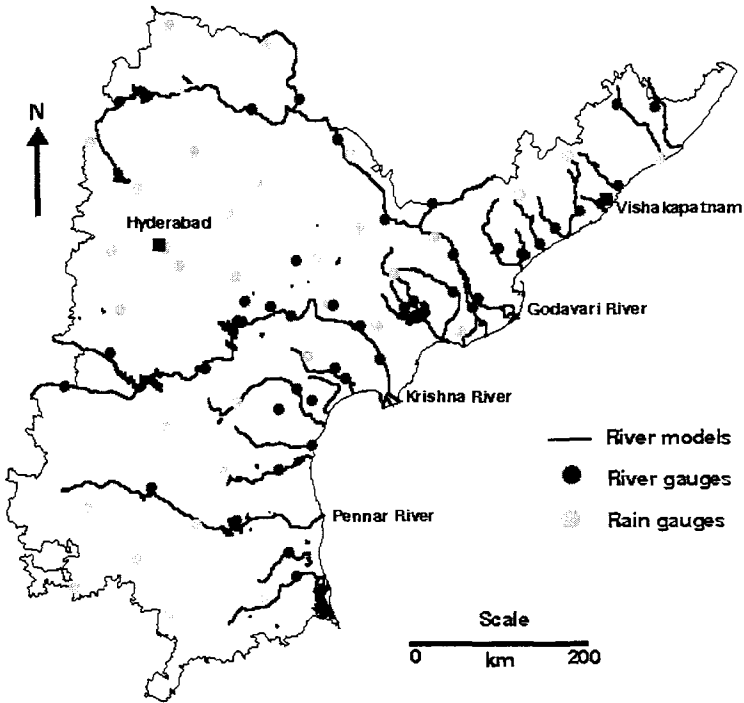 N
Hyderabad
Vishakapatnam
Godavari River
Krishna River
River models
River gauges
Rain gauges
Pennar River
Scale
0 km 200